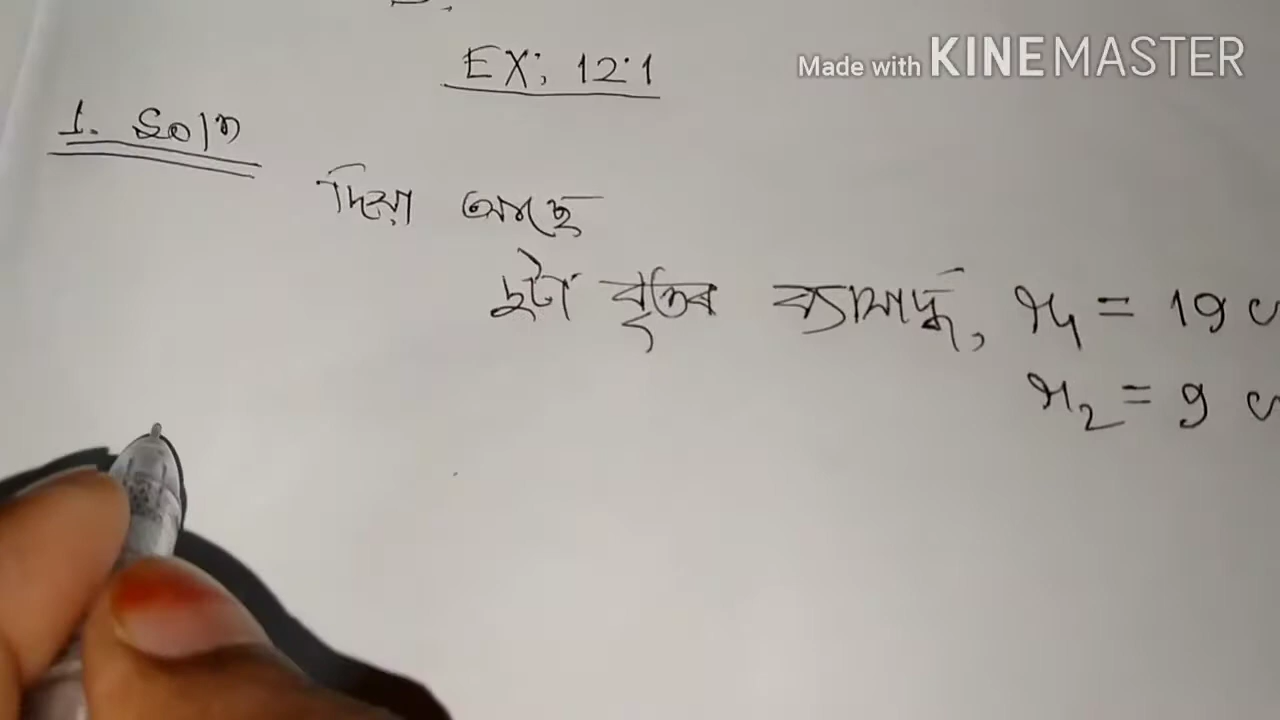 EX; 12.1
Made with KINEMASTER
1. Soln
দিয়া আছে
দুটা বৃত্তৰ ব্যাসাৰ্দ্ধ, r₁ = 19 c
r₂ = 9 c